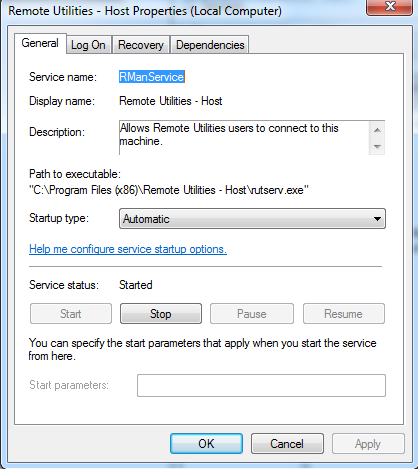 Remote Utilities - Host Properties (Local Computer)
General Log On Recovery Dependencies
Service name: RManService
Display name: Remote Utilities - Host
Description: Allows Remote Utilities users to connect to this
machine.
Path to executable:
"C:\Program Files (x86)\Remote Utilities - Host\rutserv.exe"
Startup type: Automatic
Help me configure service startup options.
Service status: Started
Start Stop Pause Resume
You can specify the start parameters that apply when you start the service
from here.
Start parameters:
OK Cancel Apply